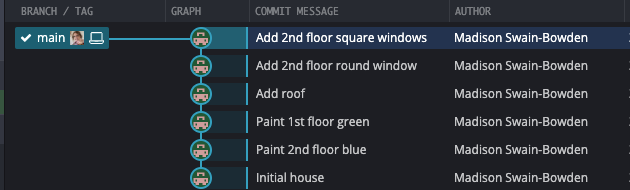 BRANCH / TAG GRAPH COMMIT MESSAGE AUTHOR
main Add 2nd floor square windows Madison Swain-Bowden
Add 2nd floor round window Madison Swain-Bowden
Add roof Madison Swain-Bowden
Paint 1st floor green Madison Swain-Bowden
Paint 2nd floor blue Madison Swain-Bowden
Initial house Madison Swain-Bowden